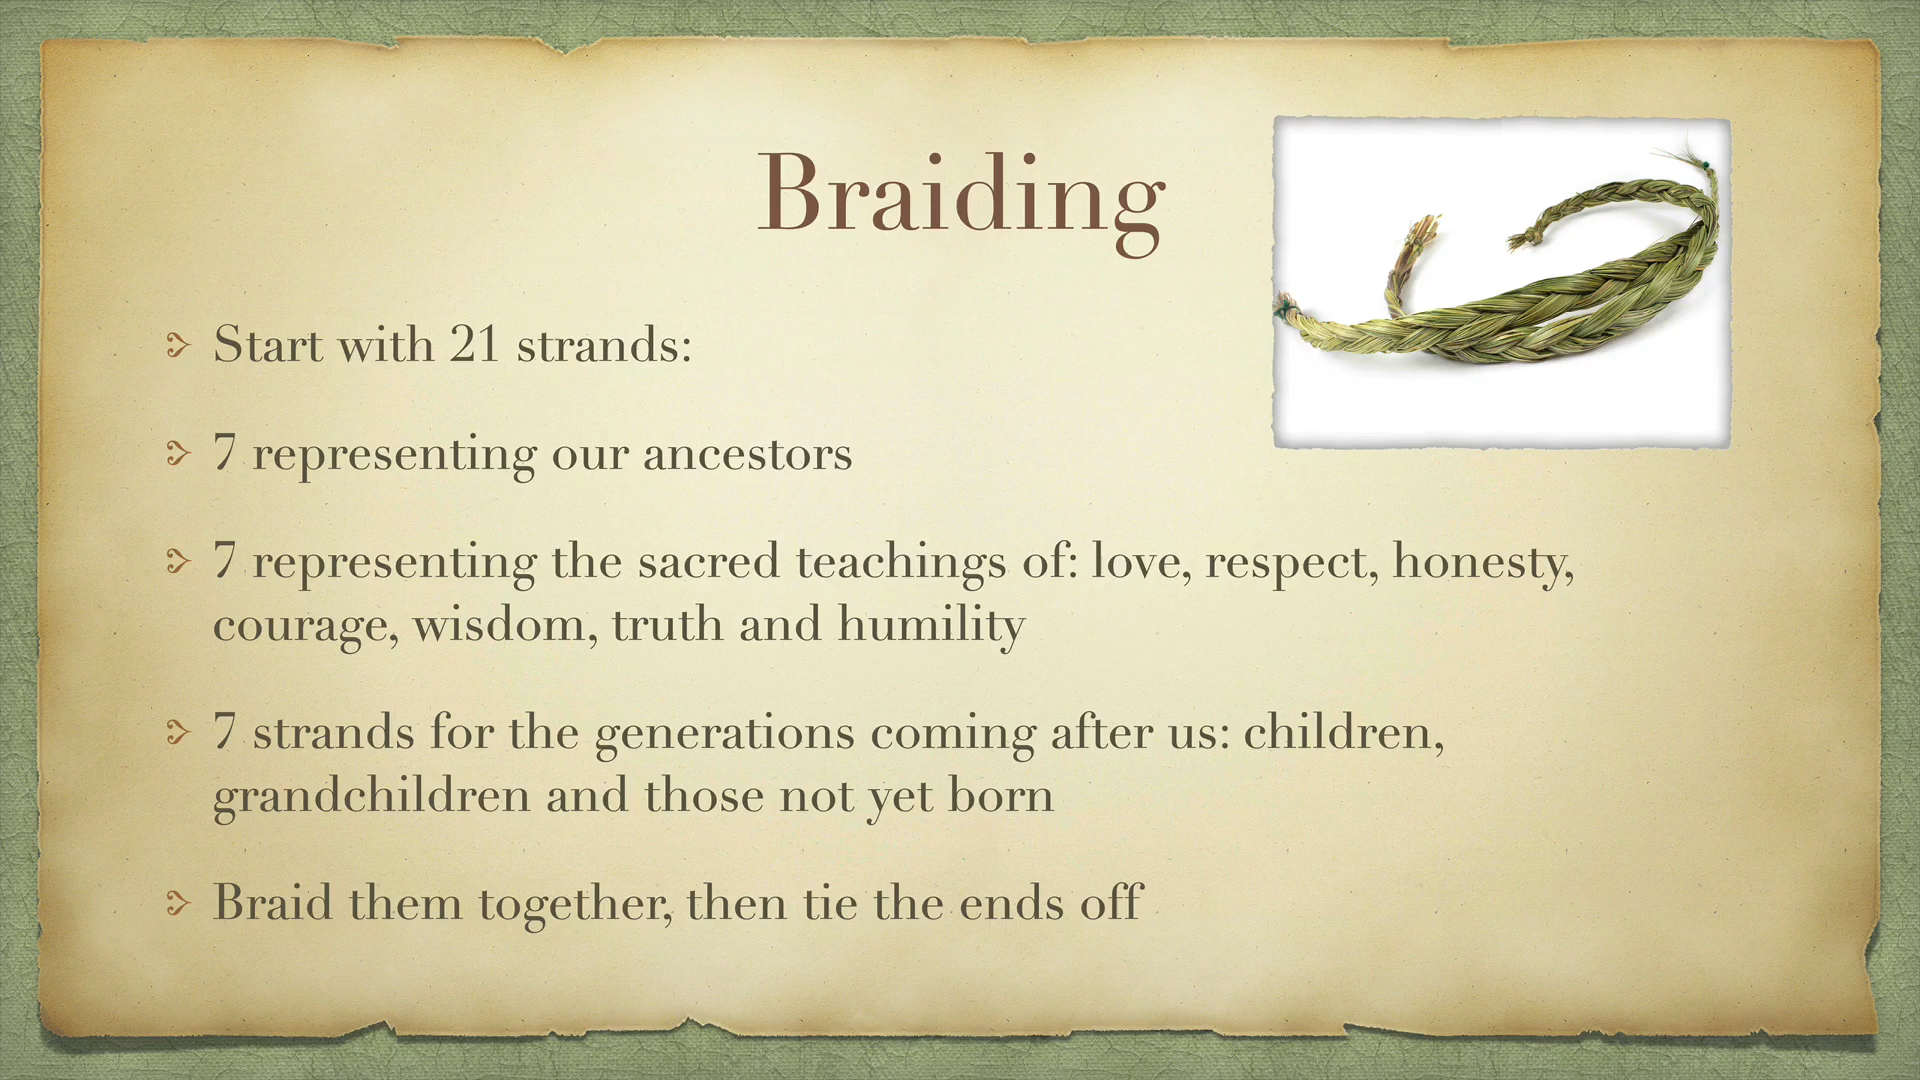 Braiding
Start with 21 strands:
7 representing our ancestors
7 representing the sacred teachings of: love, respect, honesty,
courage, wisdom, truth and humility
7 strands for the generations coming after us: children,
grandchildren and those not yet born
Braid them together, then tie the ends off